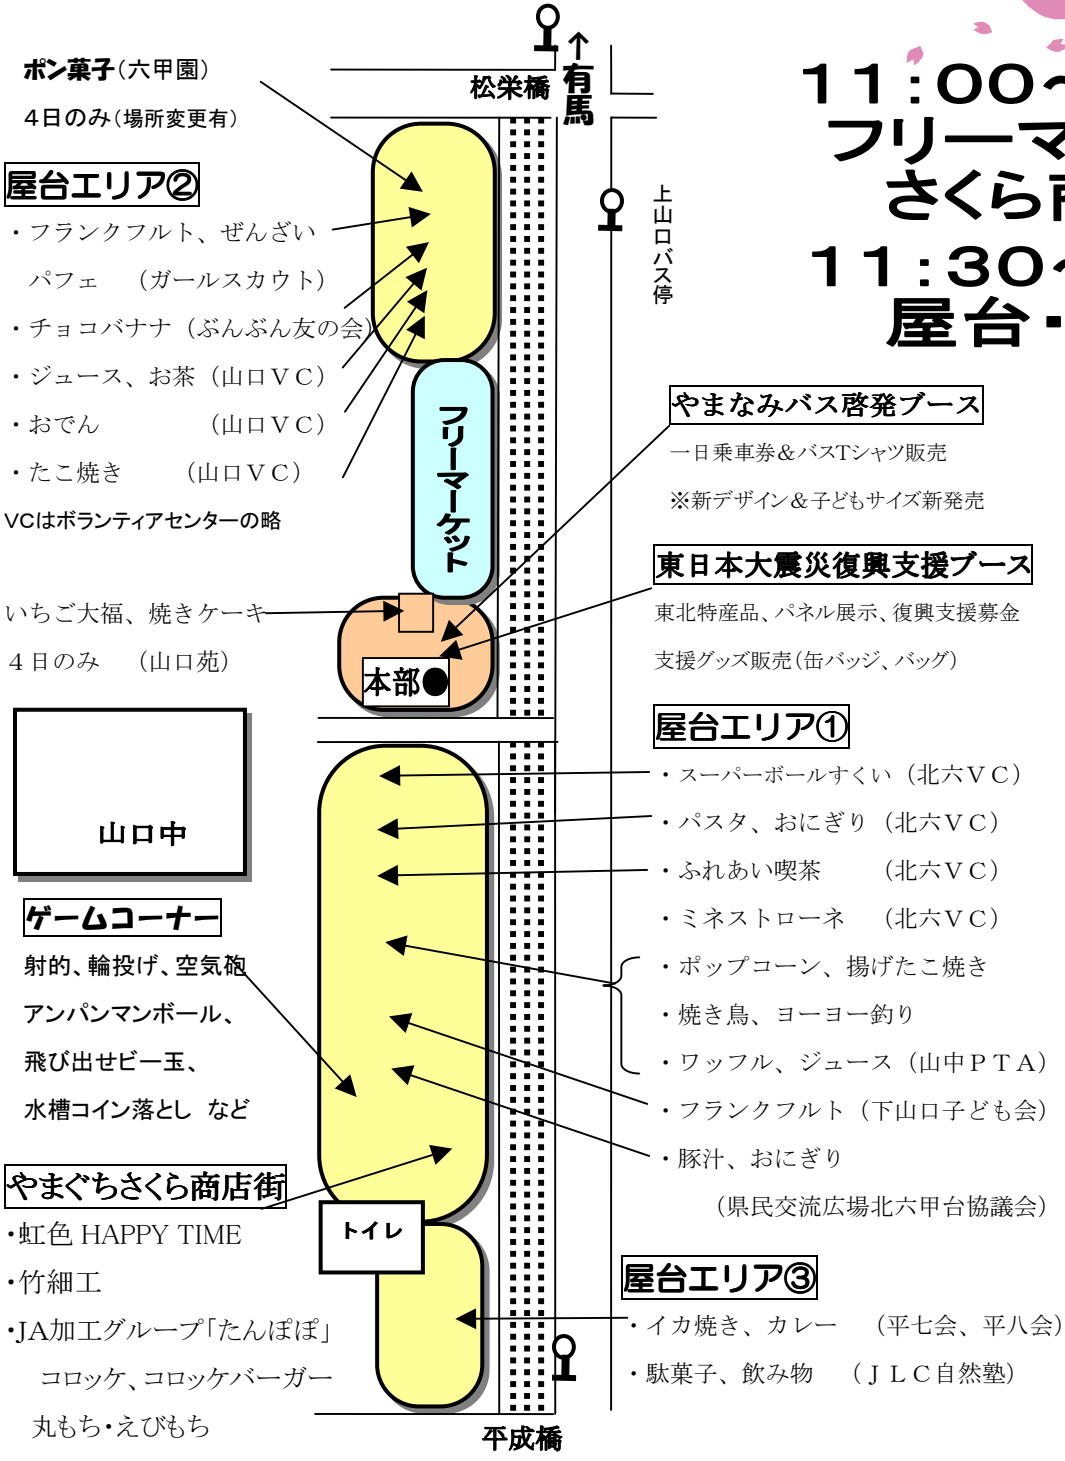 ポン菓子(六甲園)
4日のみ(場所変更有)
屋台エリア②
・フランクフルト、ぜんざい
パフェ　（ガールスカウト）
・チョコバナナ（ぶんぶん友の会）
・ジュース、お茶（山口ＶＣ）
・おでん　（山口ＶＣ）
・たこ焼き　（山口ＶＣ）
VCはボランティアセンターの略
いちご大福、焼きケーキ
４日のみ　（山口苑）
山口中
ゲームコーナー
射的、輪投げ、空気砲
アンパンマンボール、
飛び出せビー玉、
水槽コイン落とし など
やまぐちさくら商店街
・虹色 HAPPY TIME
・竹細工
・JA加工グループ「たんぽぽ」
コロッケ、コロッケバーガー
丸もち・えびもち
松栄橋
↑有馬
フリーマーケット
本部●
トイレ
平成橋
上山口バス停
11:00～
フリーマ
さくら
11:30～
屋台・
やまなみバス啓発ブース
一日乗車券＆バスTシャツ販売
※新デザイン＆子どもサイズ新発売
東日本大震災復興支援ブース
東北特産品、パネル展示、復興支援募金
支援グッズ販売(缶バッジ、バッグ)
屋台エリア①
・スーパーボールすくい（北六ＶＣ）
・パスタ、おにぎり（北六ＶＣ）
・ふれあい喫茶　（北六ＶＣ）
・ミネストローネ　（北六ＶＣ）
・ポップコーン、揚げたこ焼き
・焼き鳥、ヨーヨー釣り
・ワッフル、ジュース（山中ＰＴＡ）
・フランクフルト（下山口子ども会）
・豚汁、おにぎり
（県民交流広場北六甲台協議会）
屋台エリア③
・イカ焼き、カレー　（平七会、平八会）
・駄菓子、飲み物　（ＪＬＣ自然塾）